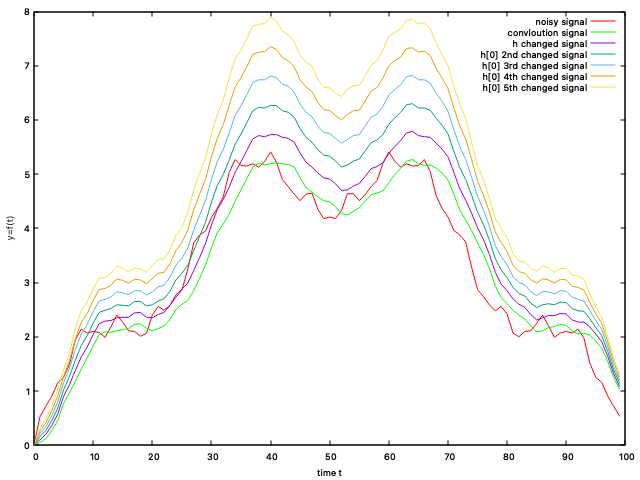 8
7
6
5
4
3
2
1
0
y=f(t)
noisy signal
convloution signal
h changed signal
h[0] 2nd changed signal
h[0] 3rd changed signal
h[0] 4th changed signal
h[0] 5th changed signal
0 10 20 30 40 50 60 70 80 90 100
time t